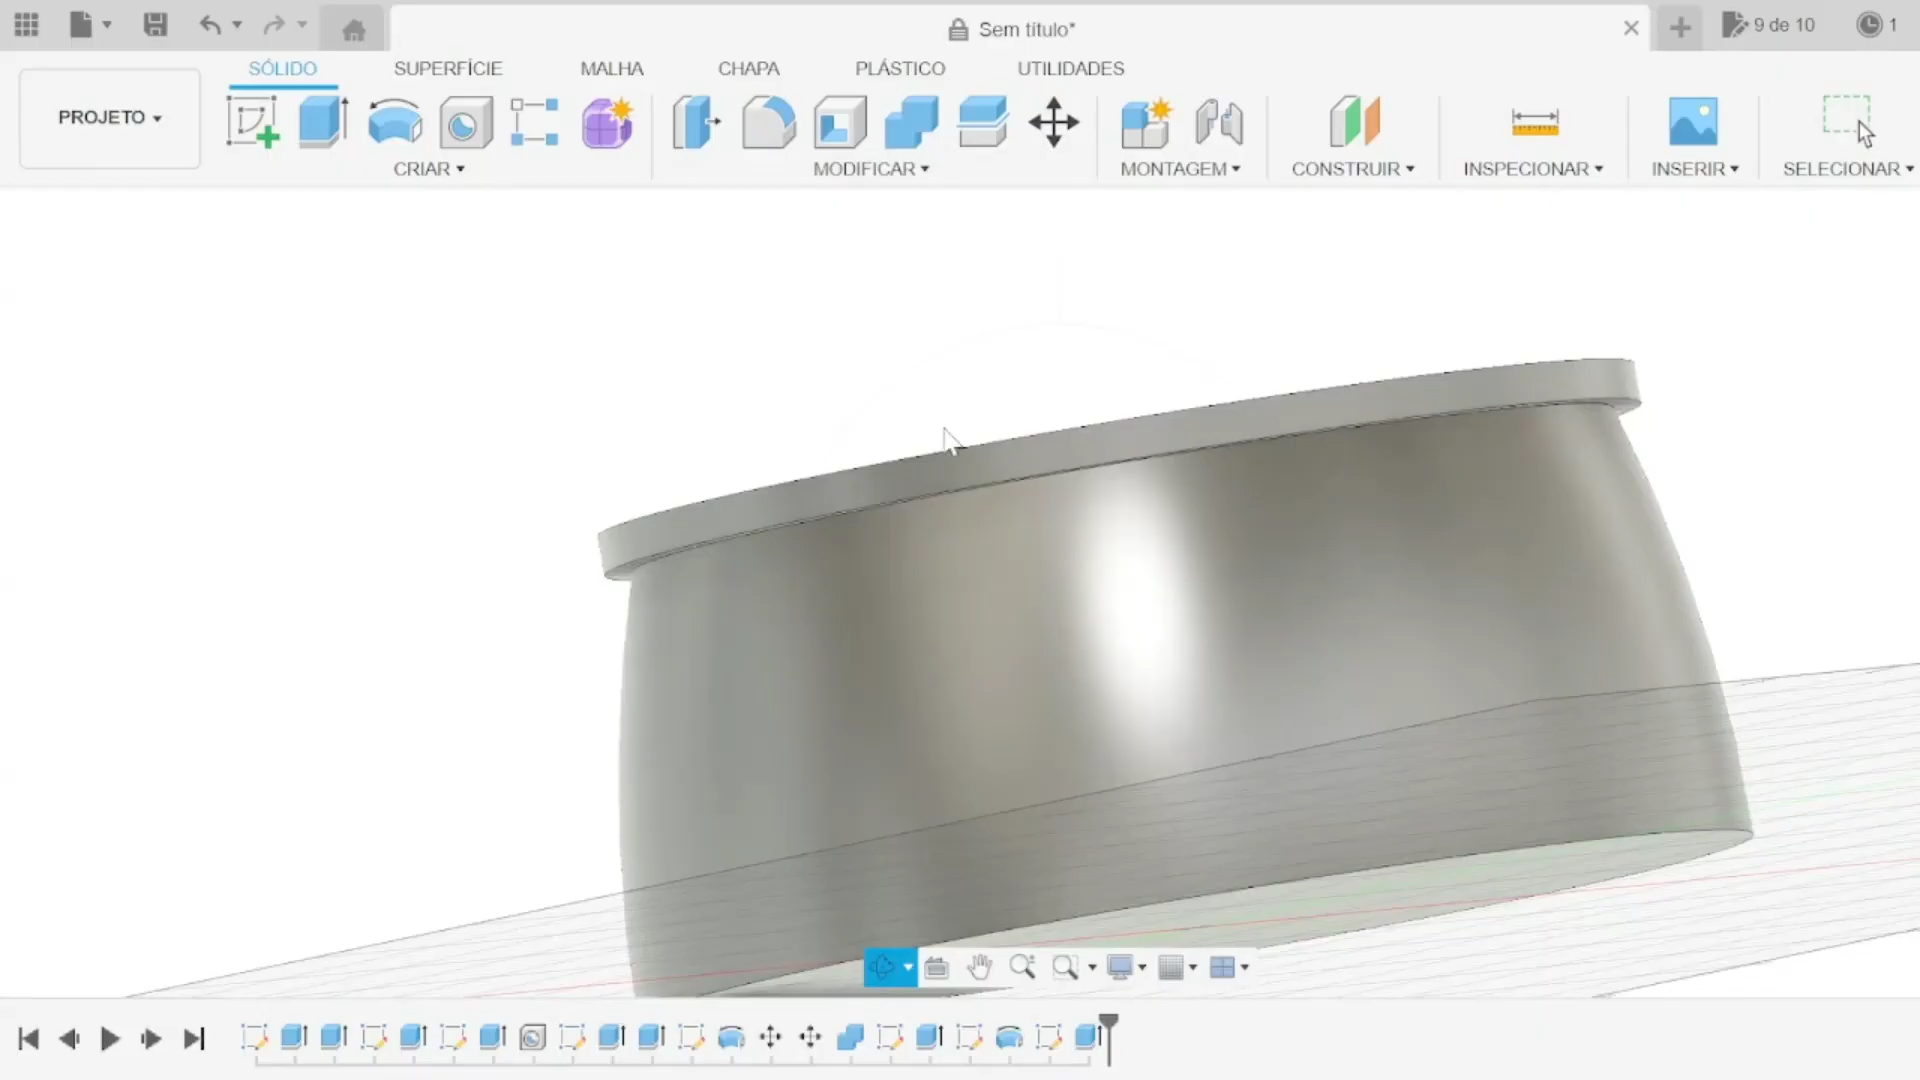 Sem título*
9 de 10
1
PROJETO
SÓLIDO
SUPERFÍCIE
MALHA
CHAPA
PLÁSTICO
UTILIDADES
CRIAR
MODIFICAR
MONTAGEM
CONSTRUIR
INSPECIONAR
INSERIR
SELECIONAR